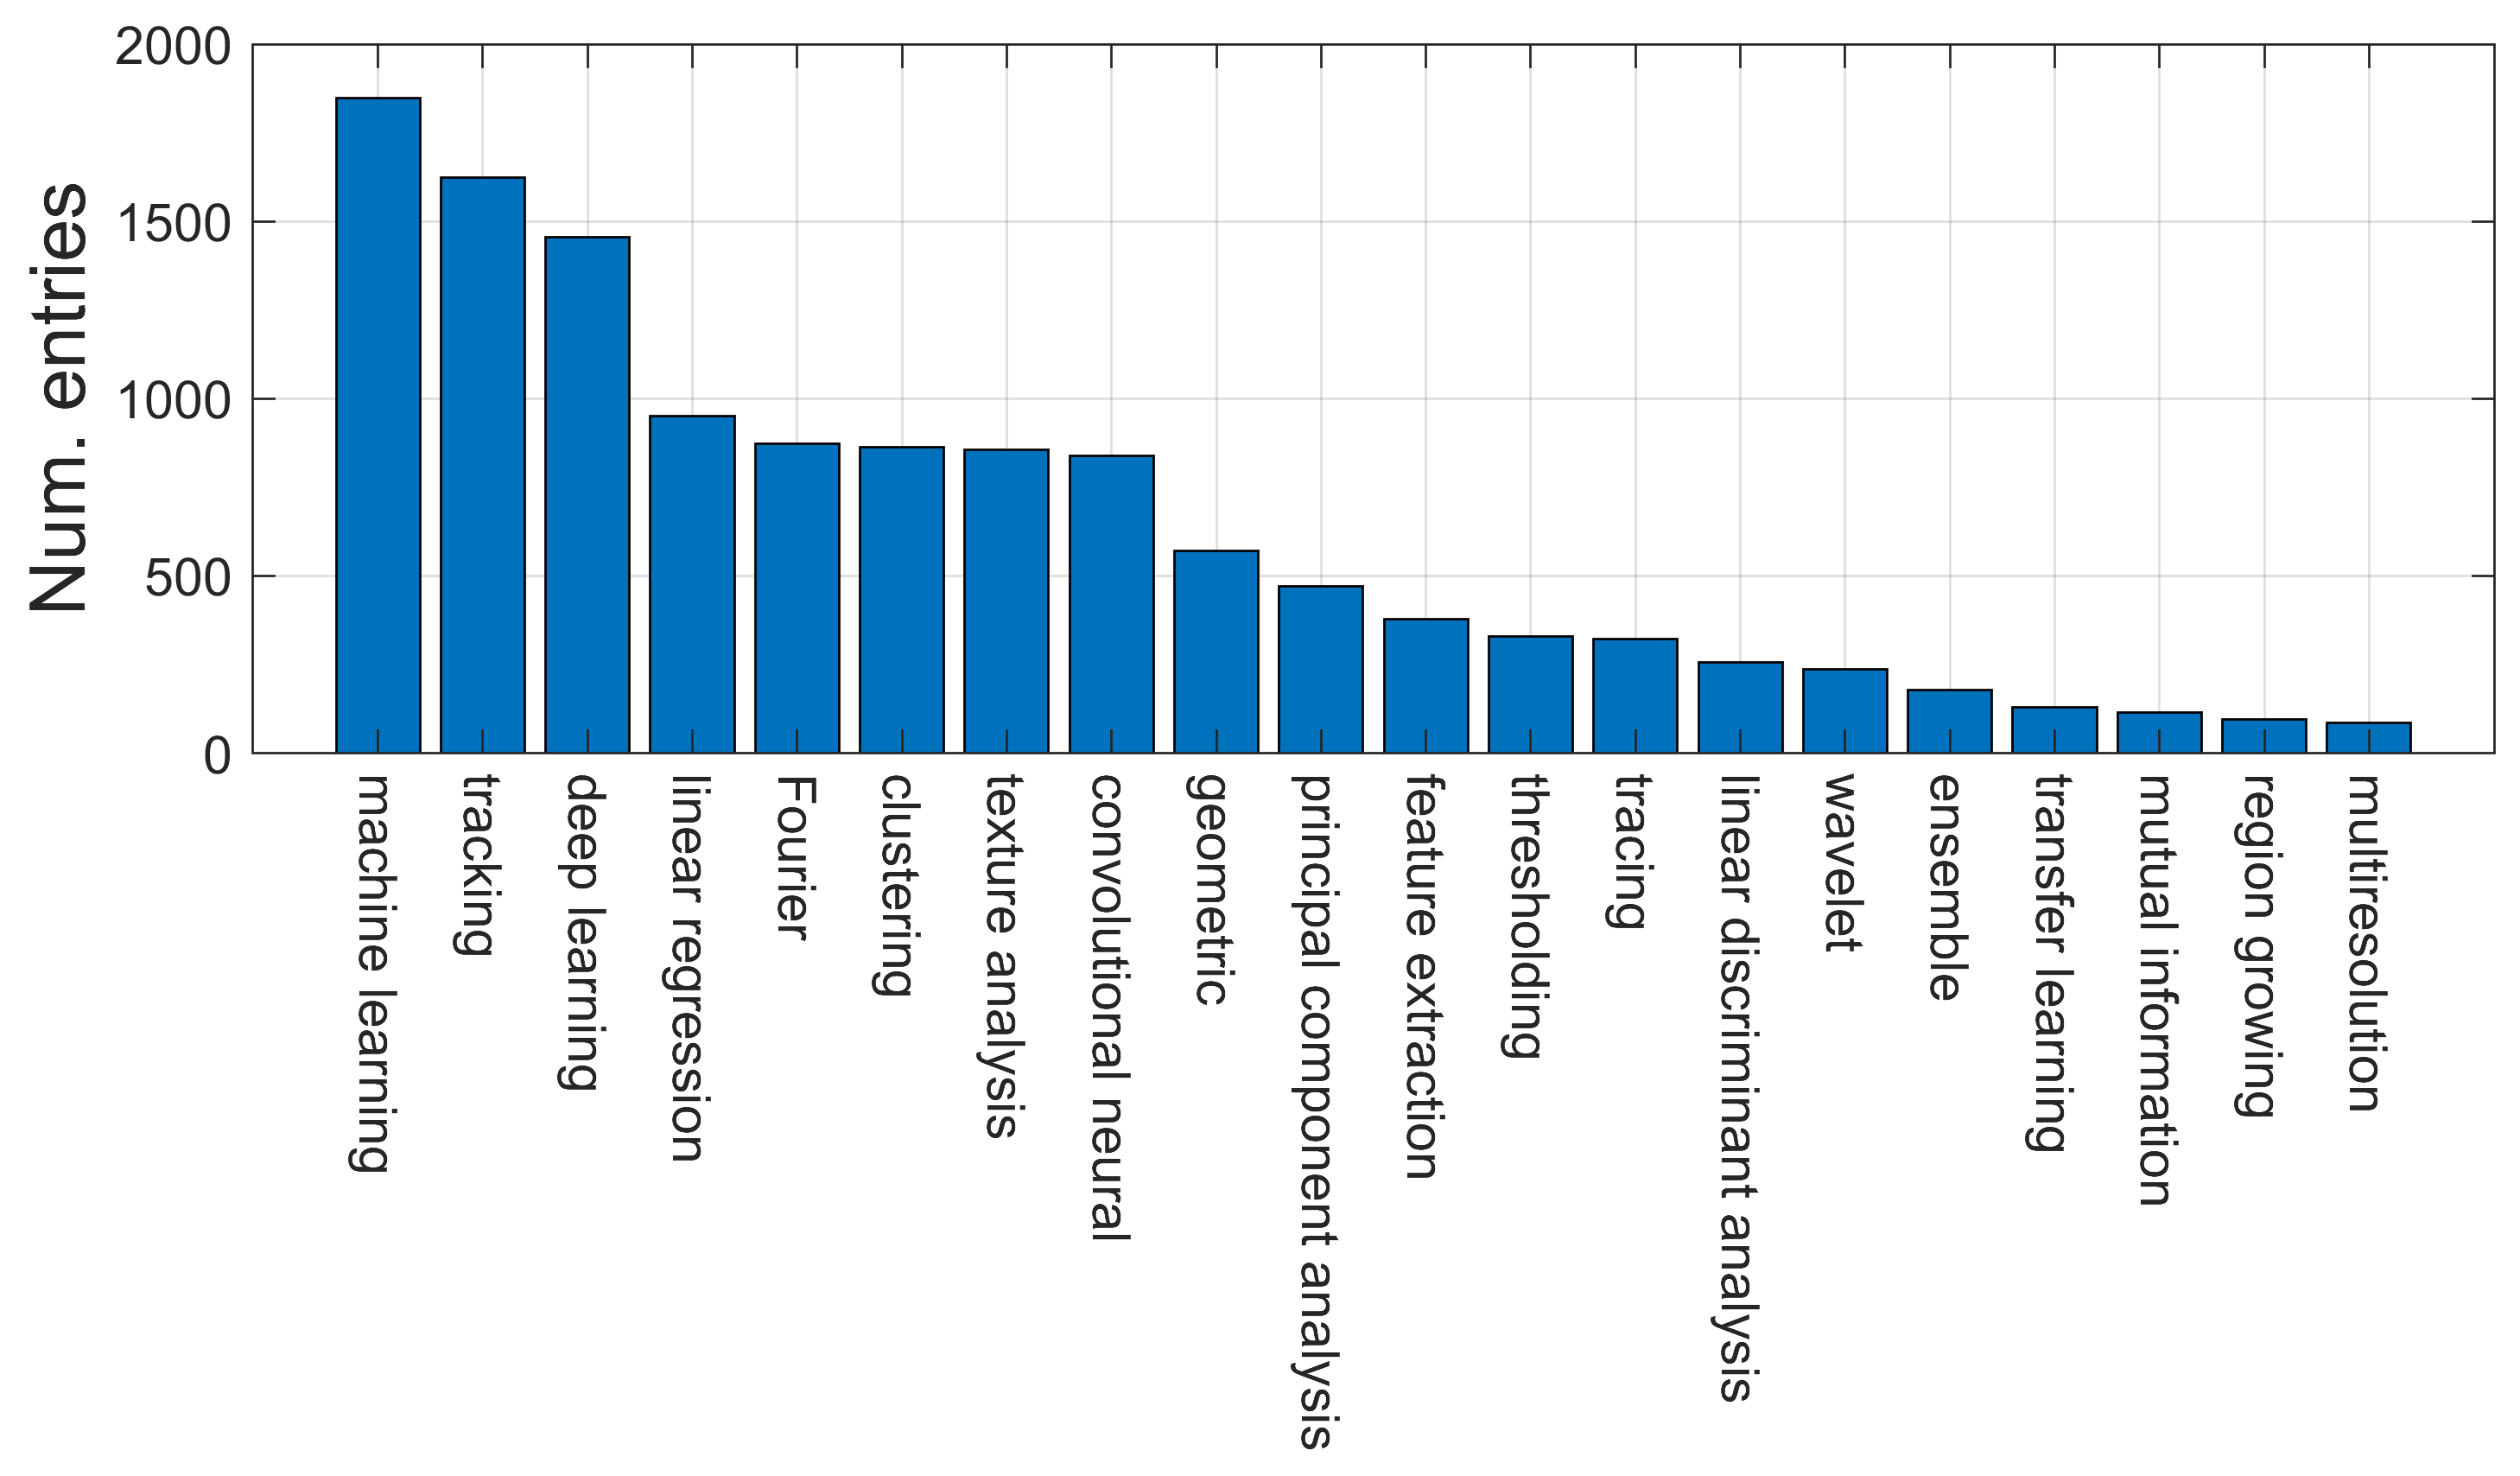 Num. entries
2000
1500
1000
500
0
machine learning
tracking
deep learning
linear regression
Fourier
clustering
texture analysis
convolutional neural
geometric
principal component analysis
feature extraction
thresholding
tracing
linear discriminant analysis
wavelet
ensemble
transfer learning
mutual information
region growing
multiresolution